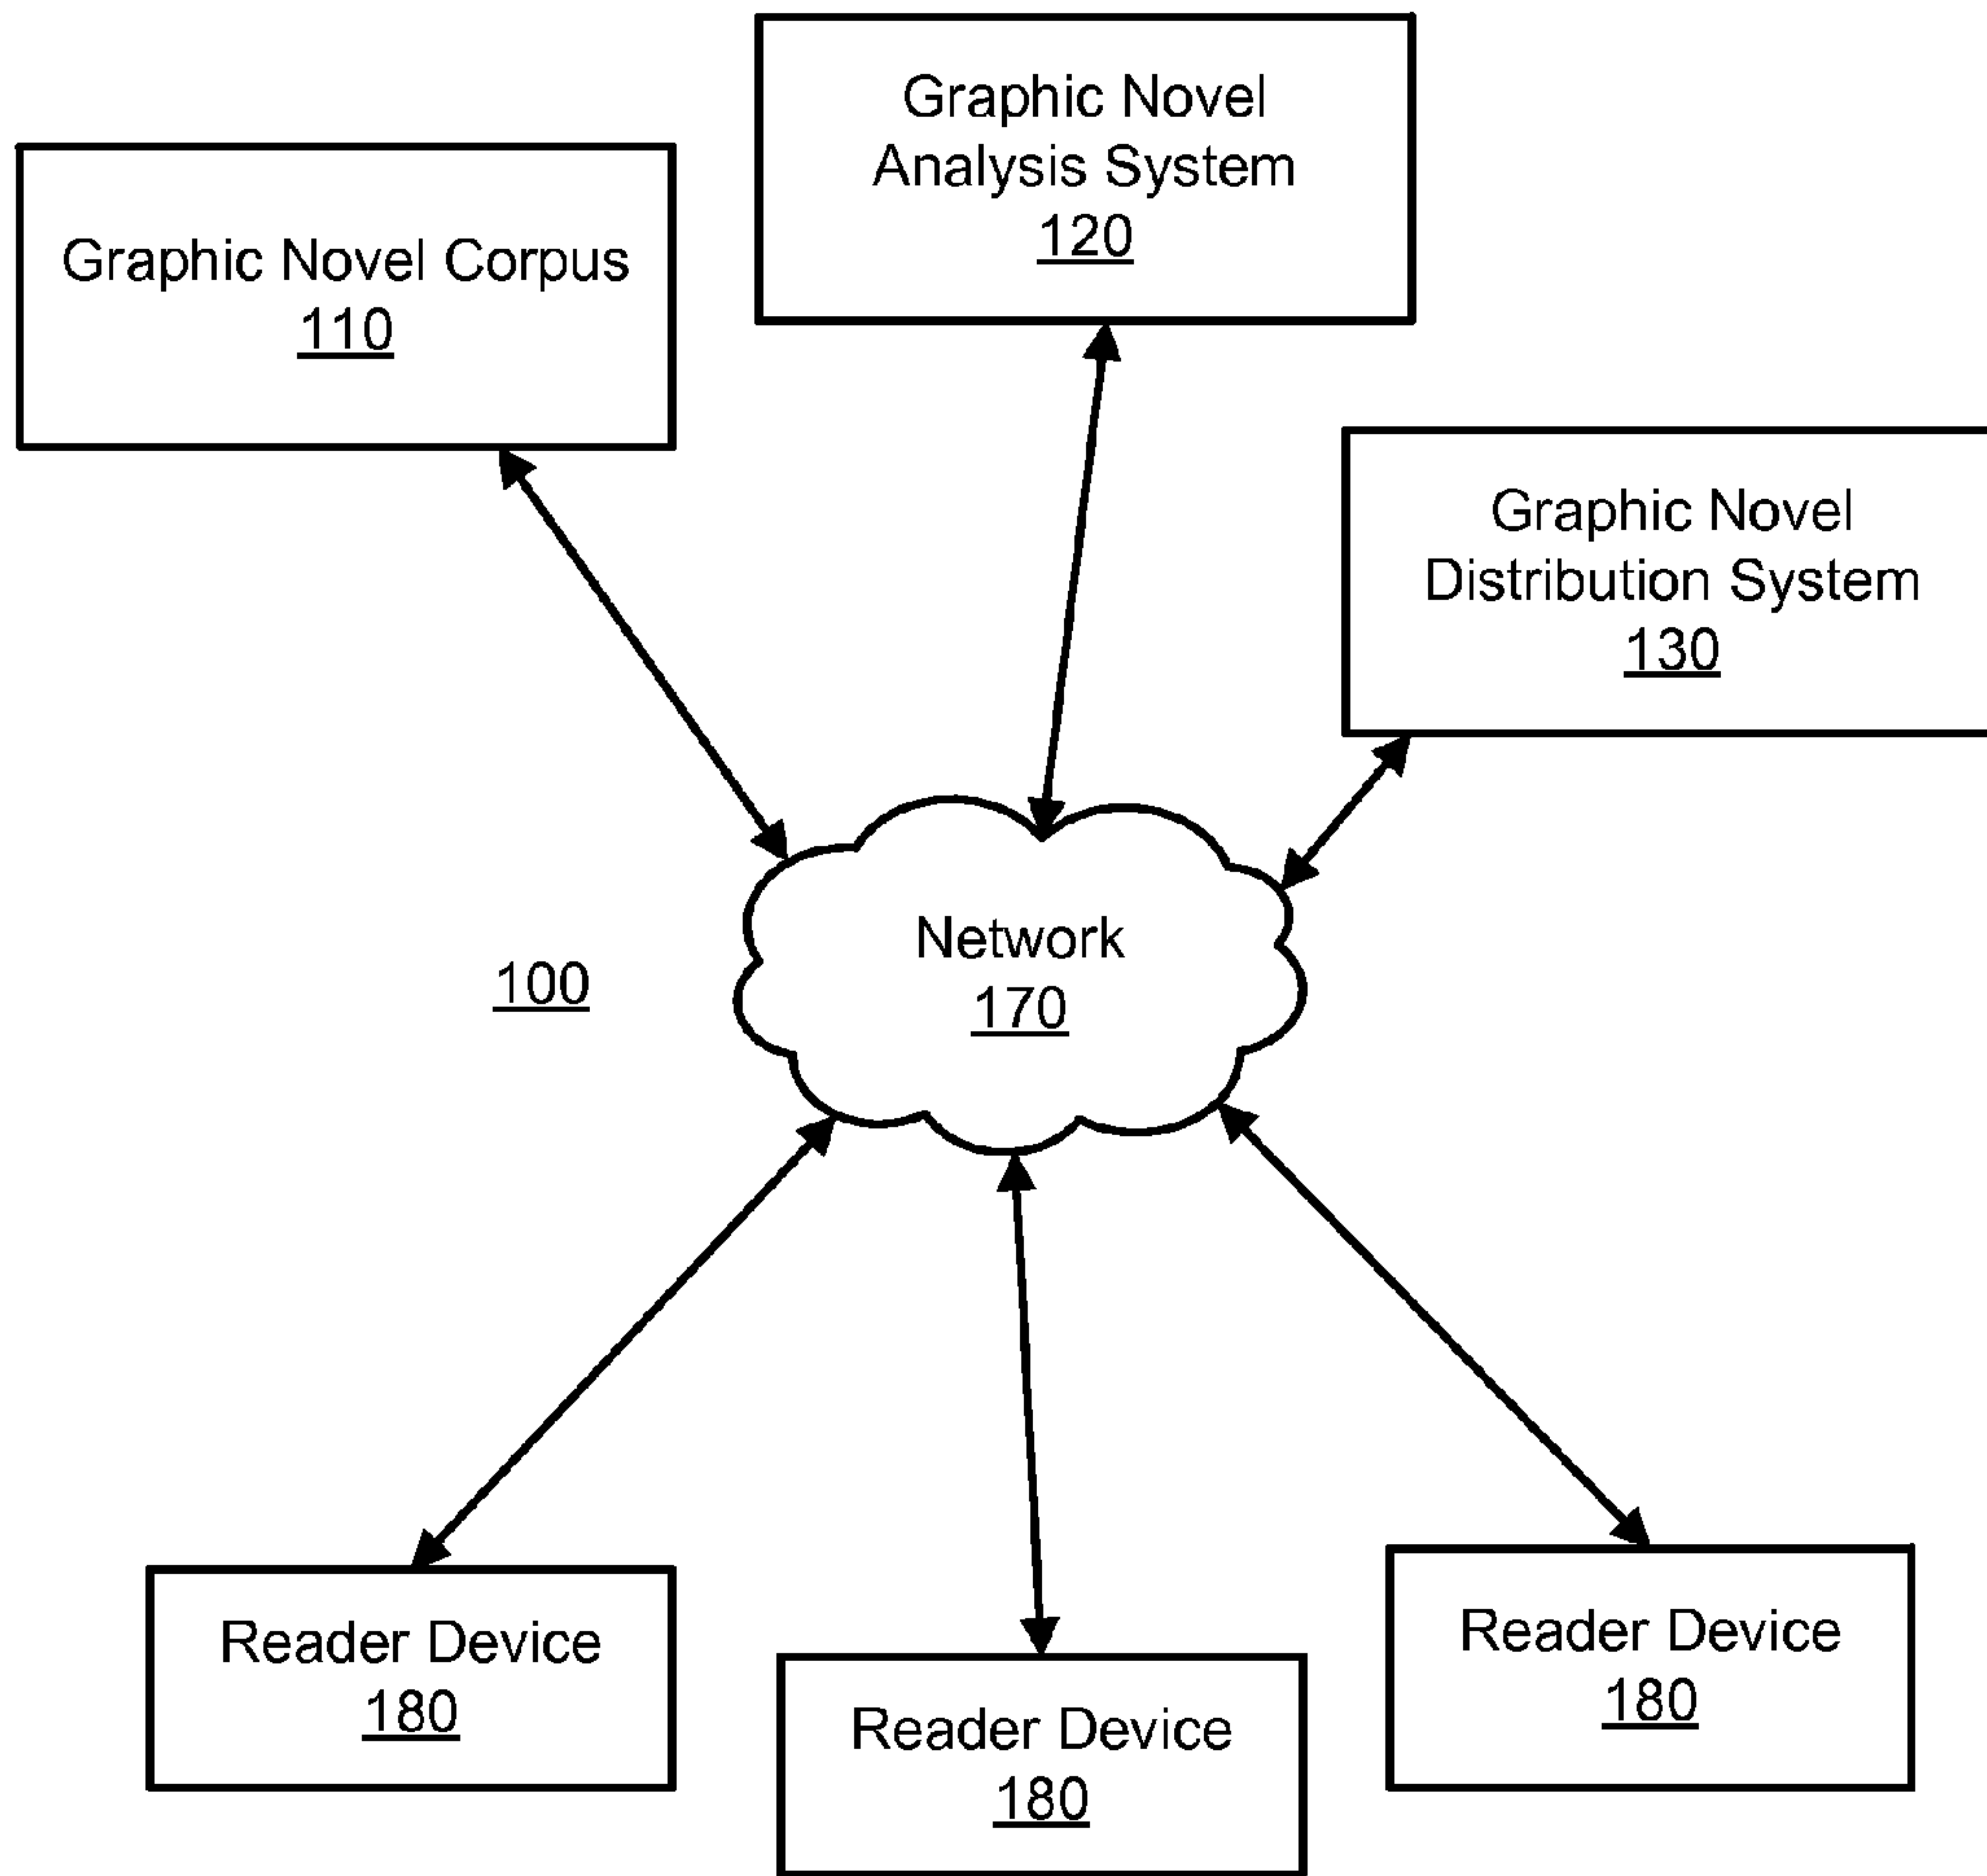 Graphic Novel
Analysis System
120
Graphic Novel Corpus
110
Graphic Novel
Distribution System
130
Network
170
100
Reader Device
180
Reader Device
180
Reader Device
180